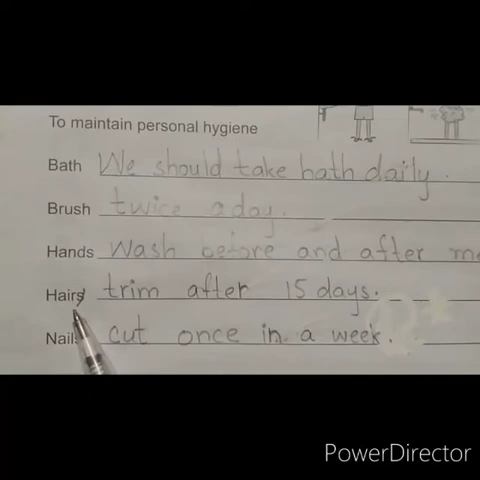 To maintain personal hygiene
Bath We should take bath daily.
Brush twice a day.
Hands wash before and after
Hairs trim after 15 days.
Nails cut once in a week.
PowerDirector